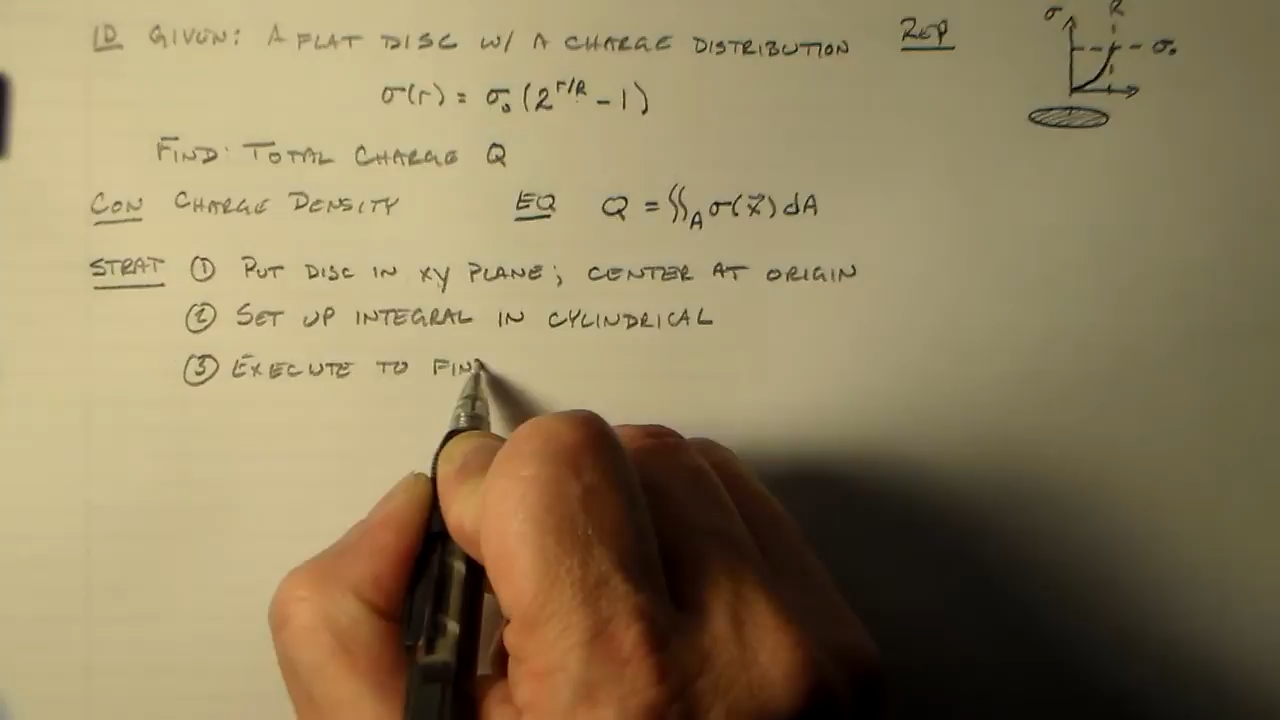 ID GIVEN: A FLAT DISC W/ A CHARGE DISTRIBUTION REP
σ(r) = σ₀ (2^{r/R} - 1)
FIND: TOTAL CHARGE Q
CON CHARGE DENSITY EQ Q = ∫∫_A σ(x⃗) dA
STRAT ① PUT DISC IN XY PLANE; CENTER AT ORIGIN
② SET UP INTEGRAL IN CYLINDRICAL
③ EXECUTE TO FIN
σ R
σ₀